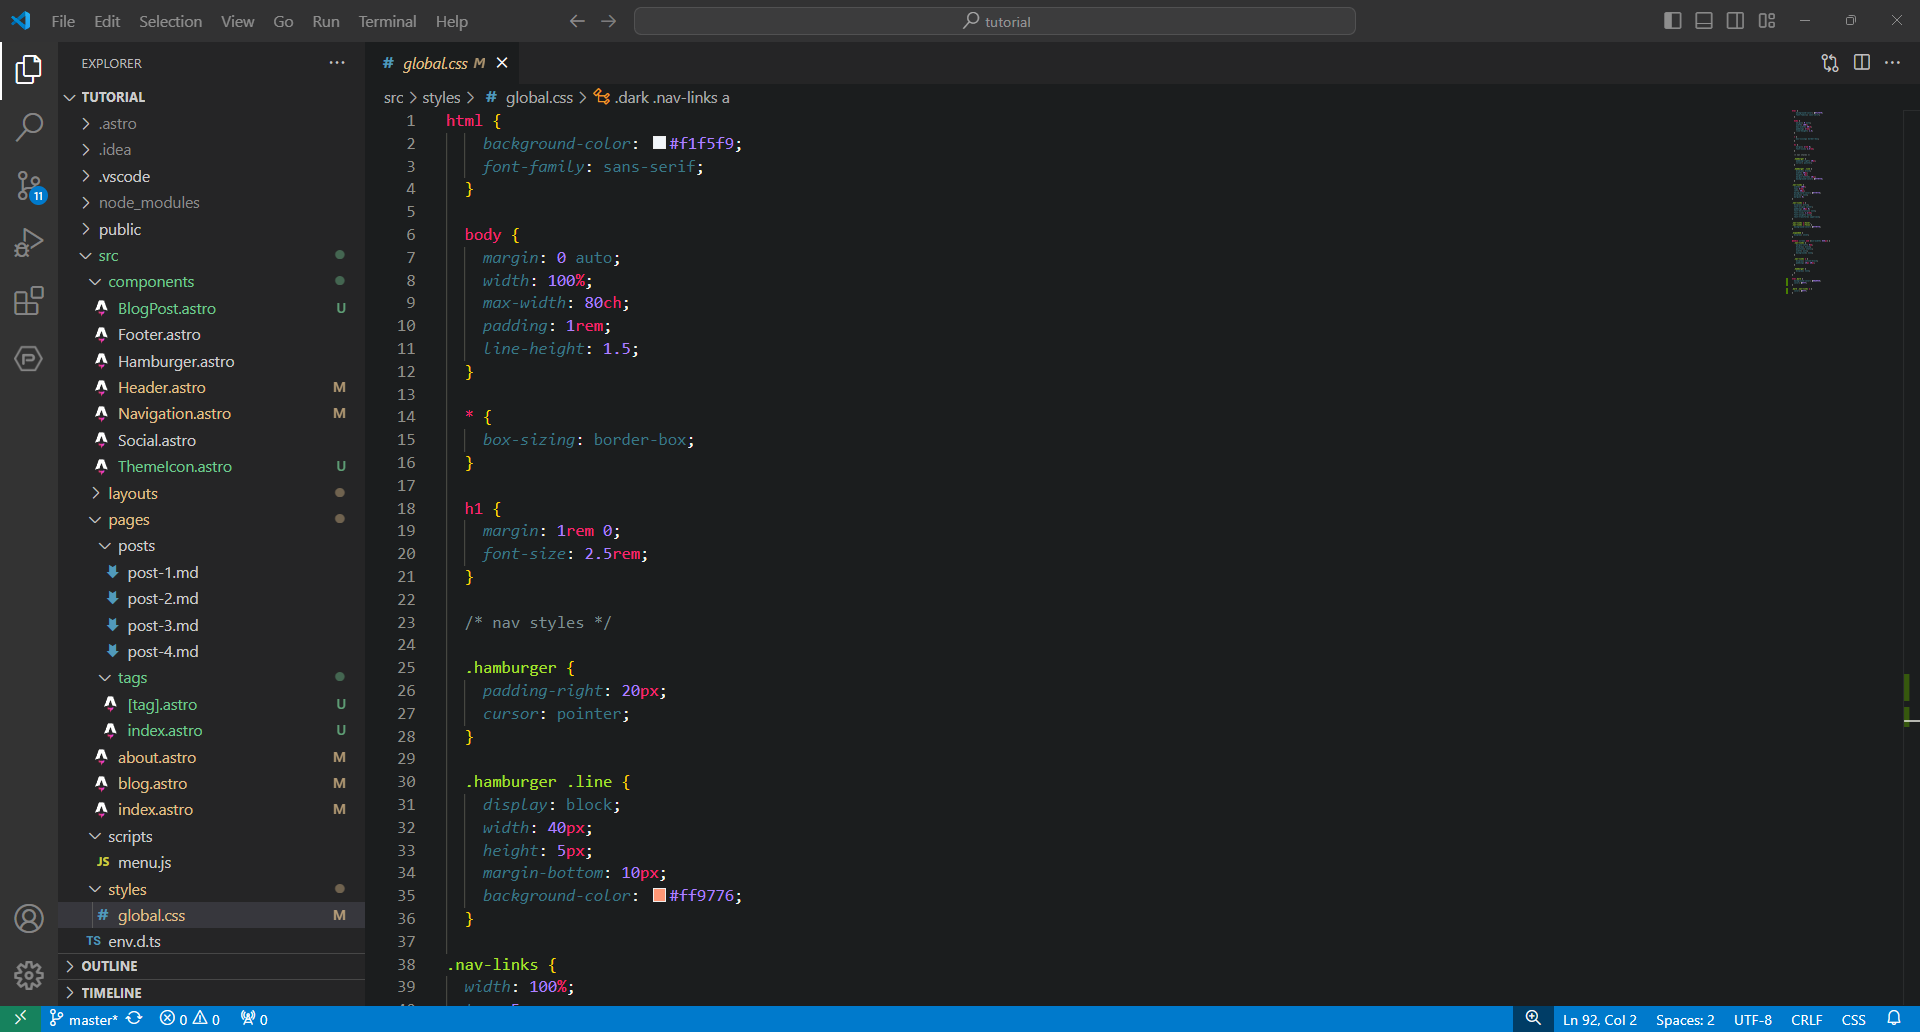 File Edit Selection View Go Run Terminal Help
tutorial
EXPLORER
TUTORIAL
.astro
.idea
.vscode
node_modules
public
src
components
BlogPost.astro U
Footer.astro
Hamburger.astro
Header.astro M
Navigation.astro M
Social.astro
ThemeIcon.astro U
layouts
pages
posts
post-1.md
post-2.md
post-3.md
post-4.md
tags
[tag].astro U
index.astro U
about.astro M
blog.astro M
index.astro M
scripts
JS menu.js
styles
# global.css M
TS env.d.ts
OUTLINE
TIMELINE
11
# global.css M
src > styles > # global.css > .dark .nav-links a
1 html {
2 background-color: #f1f5f9;
3 font-family: sans-serif;
4 }
5
6 body {
7 margin: 0 auto;
8 width: 100%;
9 max-width: 80ch;
10 padding: 1rem;
11 line-height: 1.5;
12 }
13
14 * {
15 box-sizing: border-box;
16 }
17
18 h1 {
19 margin: 1rem 0;
20 font-size: 2.5rem;
21 }
22
23 /* nav styles */
24
25 .hamburger {
26 padding-right: 20px;
27 cursor: pointer;
28 }
29
30 .hamburger .line {
31 display: block;
32 width: 40px;
33 height: 5px;
34 margin-bottom: 10px;
35 background-color: #ff9776;
36 }
37
38 .nav-links {
39 width: 100%;
master* 0 0 0 Ln 92, Col 2 Spaces: 2 UTF-8 CRLF CSS